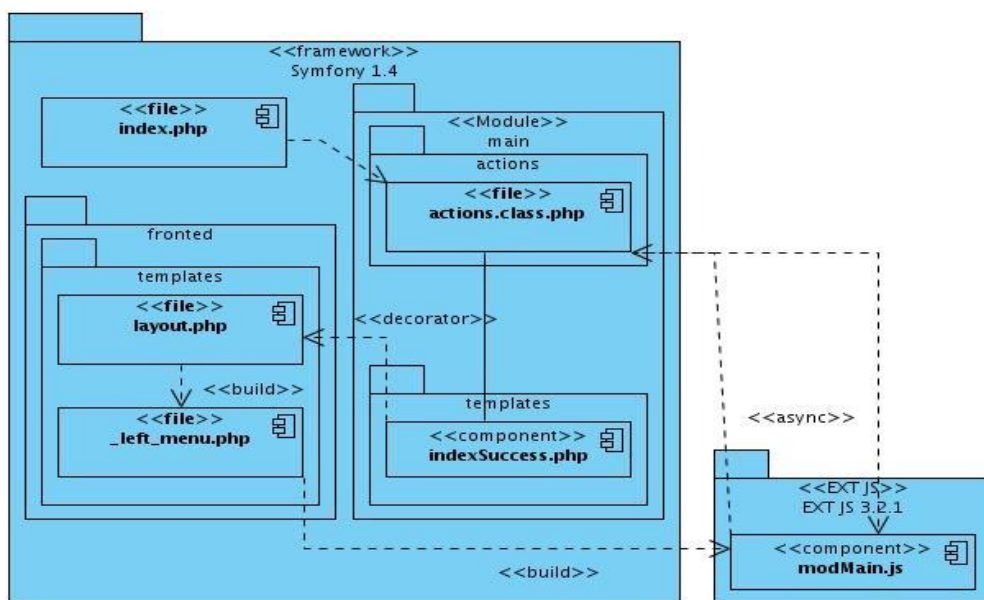 <<framework>>
Symfony 1.4
<<file>>
index.php
<<Module>>
main
actions
<<file>>
actions.class.php
fronted
templates
<<file>>
layout.php
<<decorator>>
<<build>>
<<file>>
_left_menu.php
templates
<<component>>
indexSuccess.php
<<async>>
<<EXT JS>>
EXT JS 3.2.1
<<component>>
modMain.js
<<build>>